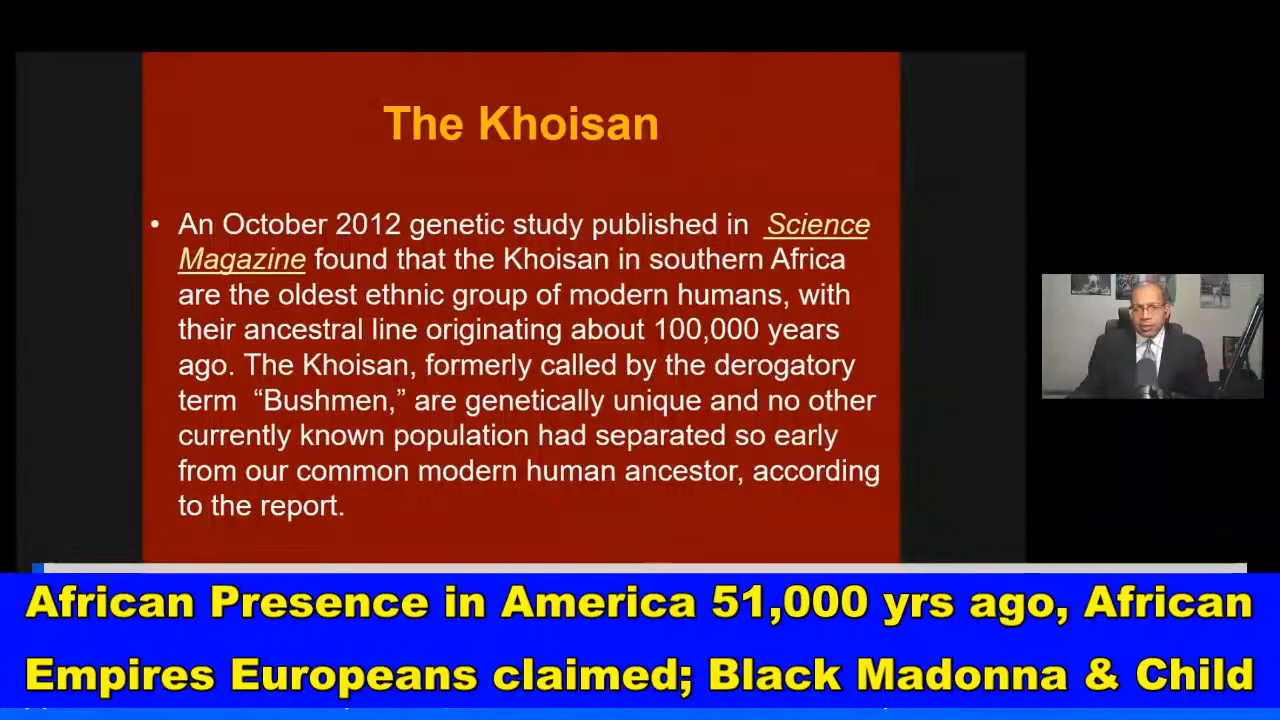 The Khoisan
• An October 2012 genetic study published in Science
Magazine found that the Khoisan in southern Africa
are the oldest ethnic group of modern humans, with
their ancestral line originating about 100,000 years
ago. The Khoisan, formerly called by the derogatory
term “Bushmen,” are genetically unique and no other
currently known population had separated so early
from our common modern human ancestor, according
to the report.
African Presence in America 51,000 yrs ago, African
Empires Europeans claimed; Black Madonna & Child